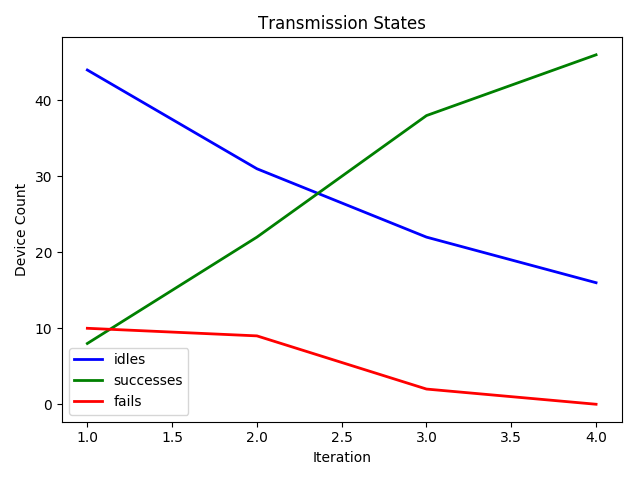 Transmission States
Device Count
40
30
20
10
0
idles
successes
fails
1.0 1.5 2.0 2.5 3.0 3.5 4.0
Iteration